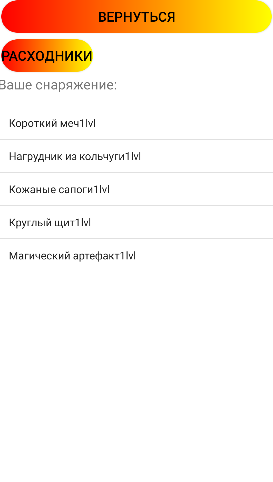 ВЕРНУТЬСЯ
РАСХОДНИКИ
Ваше снаряжение:
Короткий меч1lvl
Нагрудник из кольчуги1lvl
Кожаные сапоги1lvl
Круглый щит1lvl
Магический артефакт1lvl